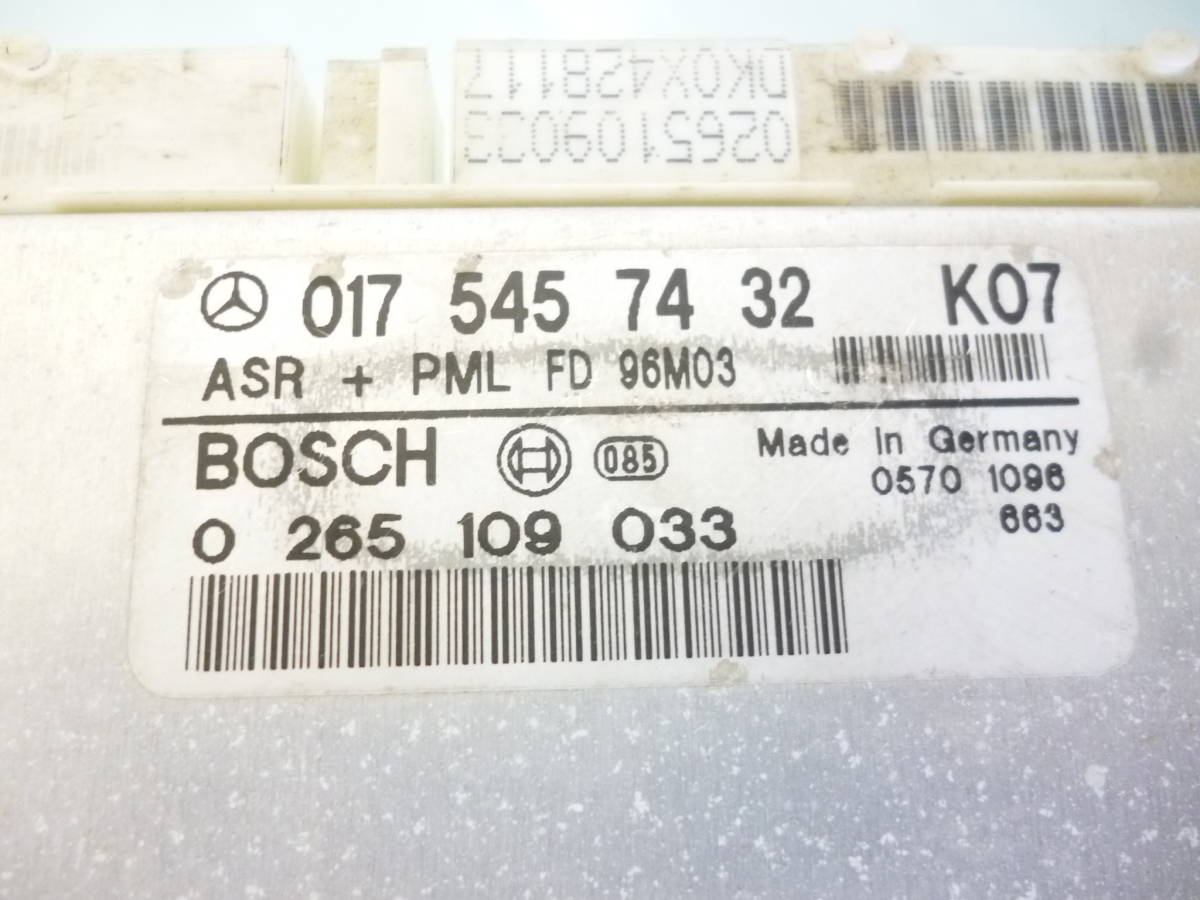 DK0X428117
0265109033
017 545 74 32 K07
ASR + PML FD 96M03
BOSCH 085 Made in Germany
0570 1096
0 265 109 033 663